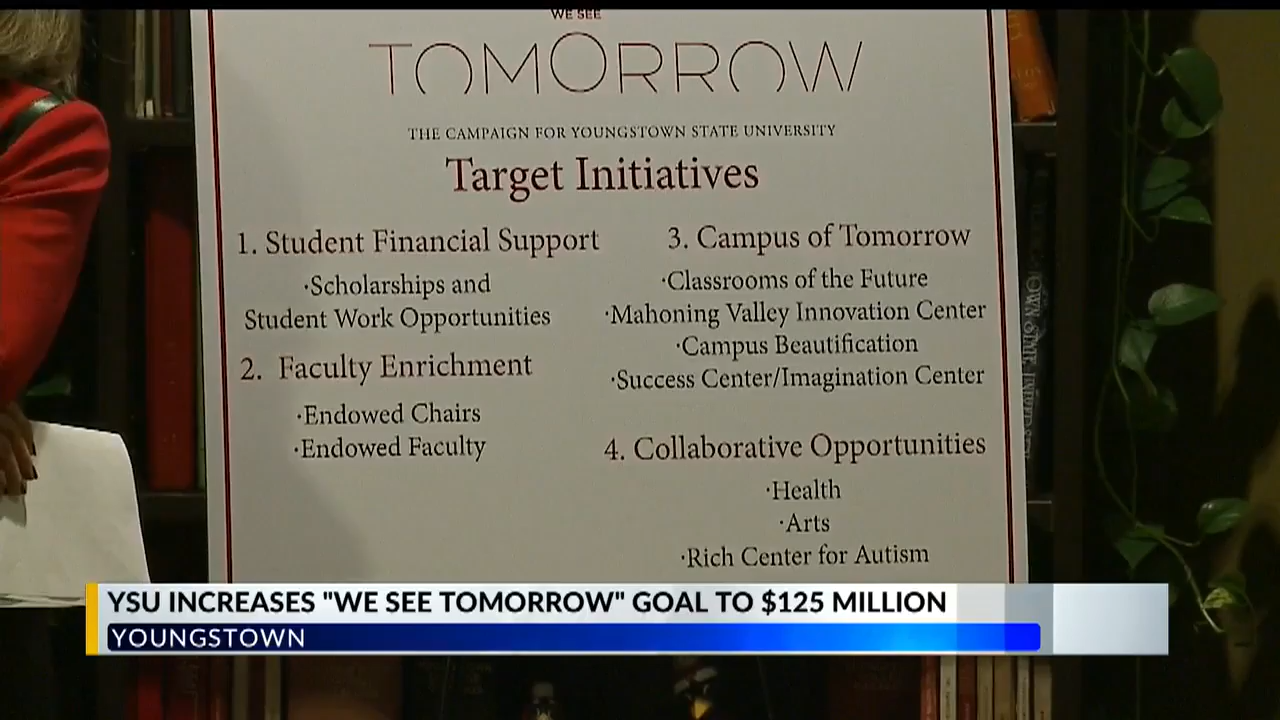 WE SEE
TOMORROW
THE CAMPAIGN FOR YOUNGSTOWN STATE UNIVERSITY
Target Initiatives
1. Student Financial Support
·Scholarships and
Student Work Opportunities
2. Faculty Enrichment
·Endowed Chairs
·Endowed Faculty
3. Campus of Tomorrow
·Classrooms of the Future
·Mahoning Valley Innovation Center
·Campus Beautification
·Success Center/Imagination Center
4. Collaborative Opportunities
·Health
·Arts
·Rich Center for Autism
YSU INCREASES "WE SEE TOMORROW" GOAL TO $125 MILLION
YOUNGSTOWN